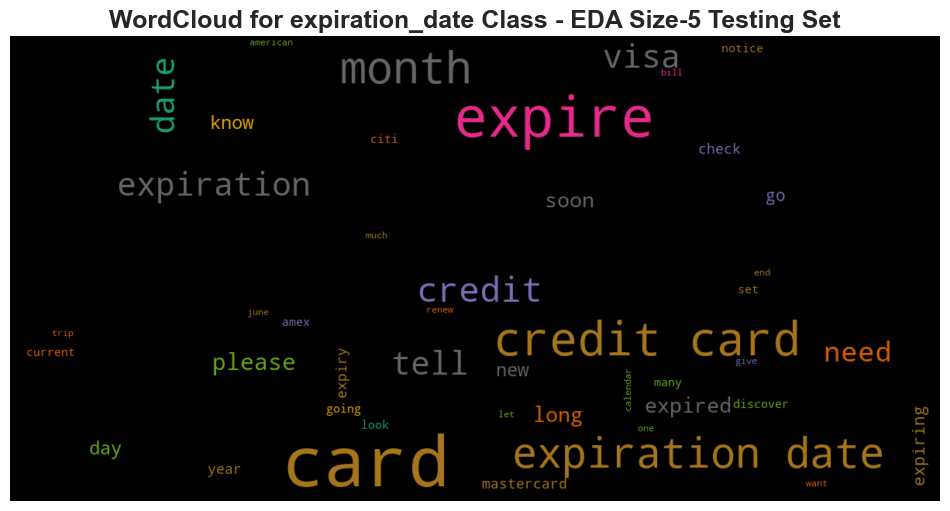 WordCloud for expiration_date Class - EDA Size-5 Testing Set
american
month
visa
notice
bill
date
expire
know
citi
check
expiration
soon
go
much
credit
end
set
june
renew
amex
trip
current
credit card
need
please
expiry
tell
new
give
many
calendar
expired
discover
going
let
long
look
one
expiring
day
card
expiration date
year
mastercard
want